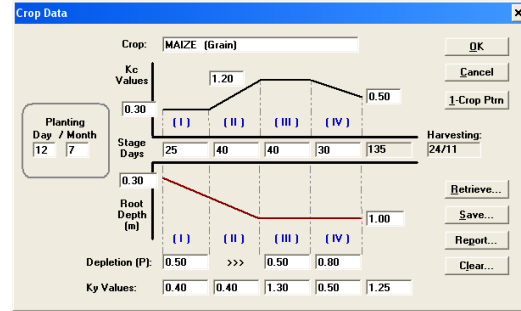 Crop Data
Crop: MAIZE (Grain) OK
Kc Values 1.20 Cancel
0.30 0.50 1-Crop Ptrn
(I) (II) (III) (IV)
Planting Day / Month
12 7
Stage Days 25 40 40 30 135 Harvesting: 24/11
0.30
Root Depth (m) 1.00
Retrieve...
Save...
(I) (II) (III) (IV)
Report...
Depletion (P): 0.50 >>> 0.50 0.80
Clear...
Ky Values: 0.40 0.40 1.30 0.50 1.25